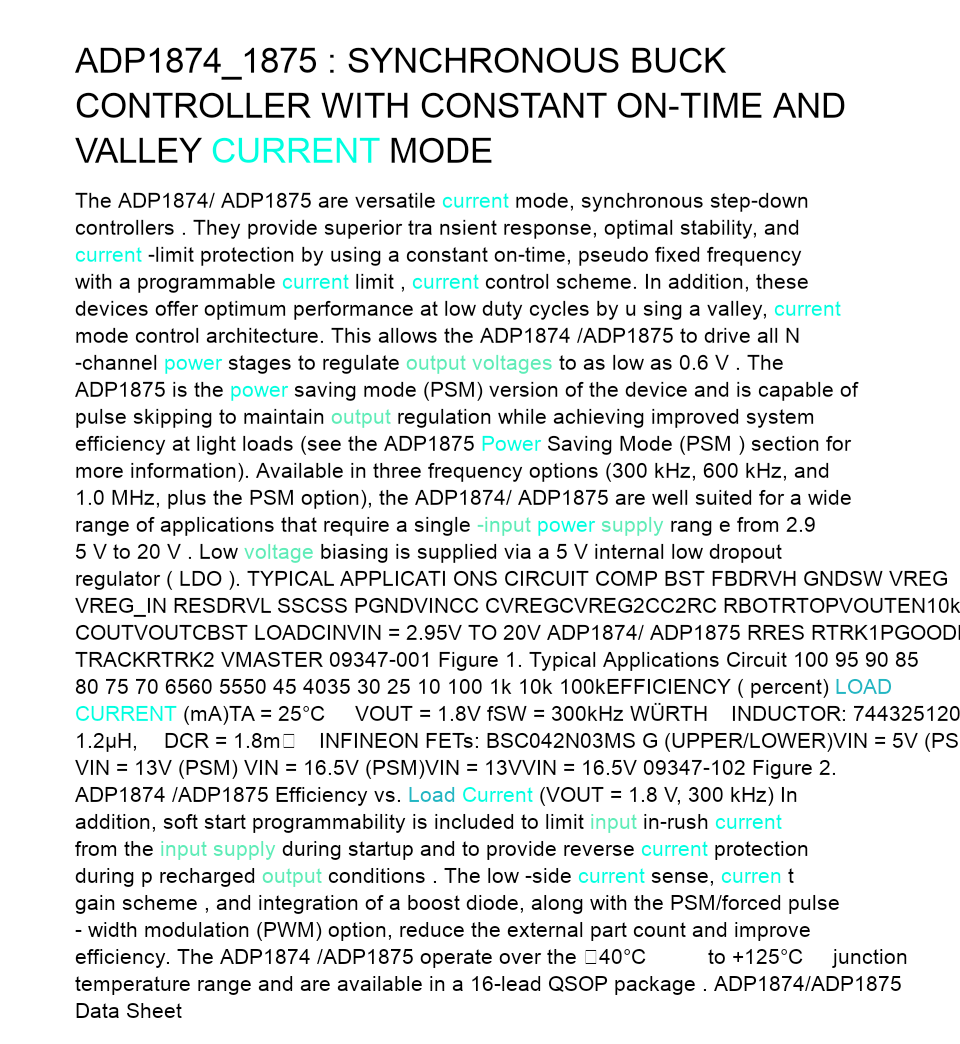 ADP1874_1875 : SYNCHRONOUS BUCK
CONTROLLER WITH CONSTANT ON-TIME AND
VALLEY CURRENT MODE
The ADP1874/ ADP1875 are versatile current mode, synchronous step-down
controllers . They provide superior tra nsient response, optimal stability, and
current -limit protection by using a constant on-time, pseudo fixed frequency
with a programmable current limit , current control scheme. In addition, these
devices offer optimum performance at low duty cycles by u sing a valley, current
mode control architecture. This allows the ADP1874 /ADP1875 to drive all N
-channel power stages to regulate output voltages to as low as 0.6 V . The
ADP1875 is the power saving mode (PSM) version of the device and is capable of
pulse skipping to maintain output regulation while achieving improved system
efficiency at light loads (see the ADP1875 Power Saving Mode (PSM ) section for
more information). Available in three frequency options (300 kHz, 600 kHz, and
1.0 MHz, plus the PSM option), the ADP1874/ ADP1875 are well suited for a wide
range of applications that require a single -input power supply rang e from 2.9
5 V to 20 V . Low voltage biasing is supplied via a 5 V internal low dropout
regulator ( LDO ). TYPICAL APPLICATI ONS CIRCUIT COMP BST FBDRVH GNDSW VREG
VREG_IN RESDRVL SSCSS PGNDVINCC CVREGCVREG2CC2RC RBOTRTOPVOUTEN10k
COUTVOUTCBST LOADCINVIN = 2.95V TO 20V ADP1874/ ADP1875 RRES RTRK1PGOOD
TRACKRTRK2 VMASTER 09347-001 Figure 1. Typical Applications Circuit 100 95 90 85
80 75 70 6560 5550 45 4035 30 25 10 100 1k 10k 100kEFFICIENCY ( percent) LOAD
CURRENT (mA)TA = 25°C VOUT = 1.8V fSW = 300kHz WÜRTH INDUCTOR: 744325120
1.2µH, DCR = 1.8m□ INFINEON FETs: BSC042N03MS G (UPPER/LOWER)VIN = 5V (PS
VIN = 13V (PSM) VIN = 16.5V (PSM)VIN = 13VVIN = 16.5V 09347-102 Figure 2.
ADP1874 /ADP1875 Efficiency vs. Load Current (VOUT = 1.8 V, 300 kHz) In
addition, soft start programmability is included to limit input in-rush current
from the input supply during startup and to provide reverse current protection
during p recharged output conditions . The low -side current sense, curren t
gain scheme , and integration of a boost diode, along with the PSM/forced pulse
- width modulation (PWM) option, reduce the external part count and improve
efficiency. The ADP1874 /ADP1875 operate over the □40°C to +125°C junction
temperature range and are available in a 16-lead QSOP package . ADP1874/ADP1875
Data Sheet